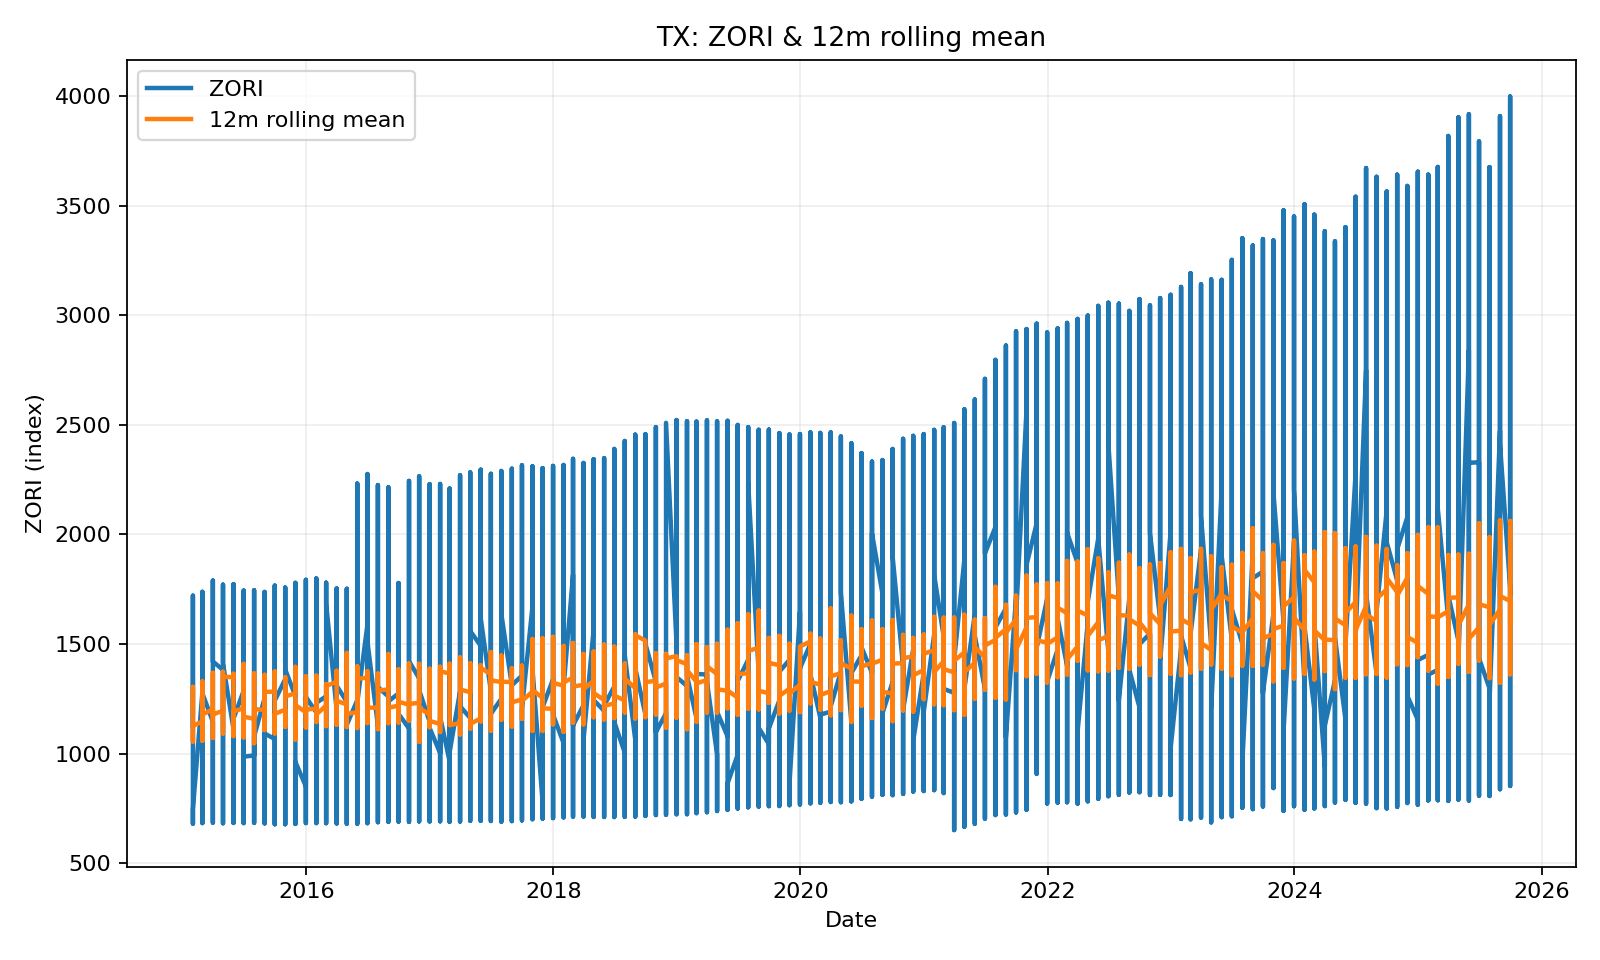 TX: ZORI & 12m rolling mean
ZORI
12m rolling mean
4000
3500
3000
2500
2000
1500
1000
500
ZORI (index)
2016
2018
2020
2022
2024
2026
Date